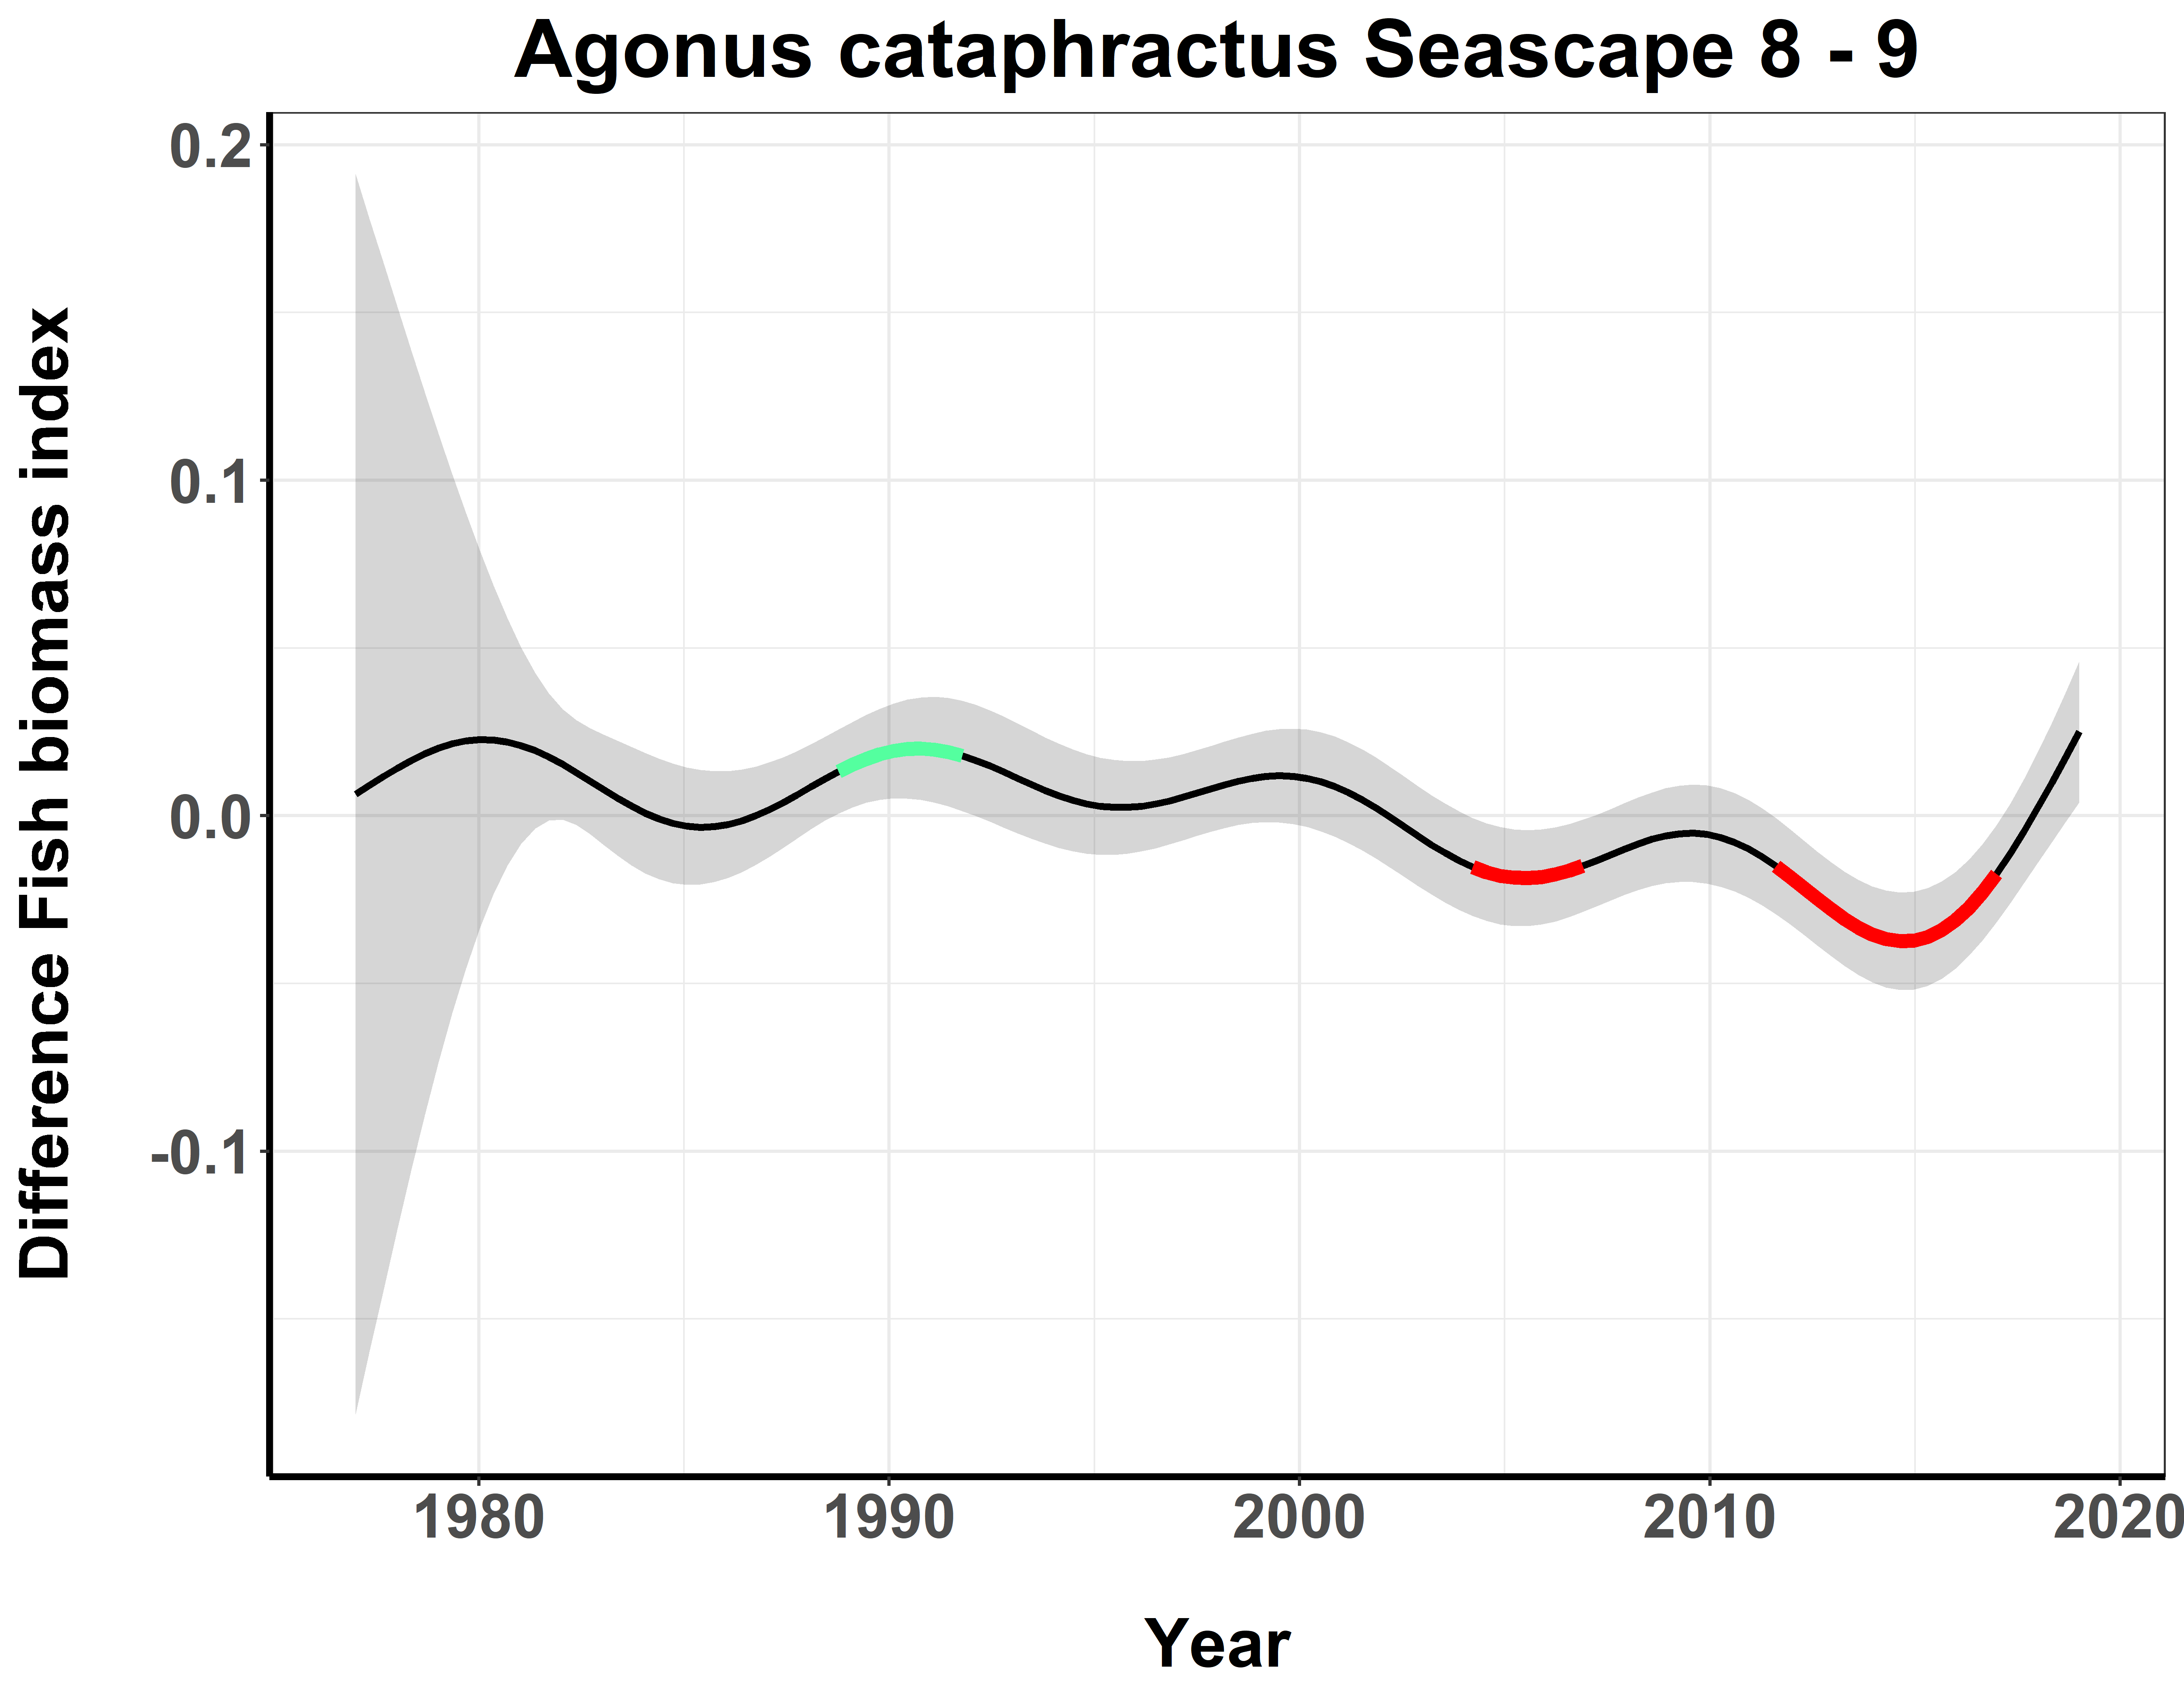 Agonus cataphractus Seascape 8 - 9
Difference Fish biomass index
0.2
0.1
0.0
-0.1
1980 1990 2000 2010 2020
Year